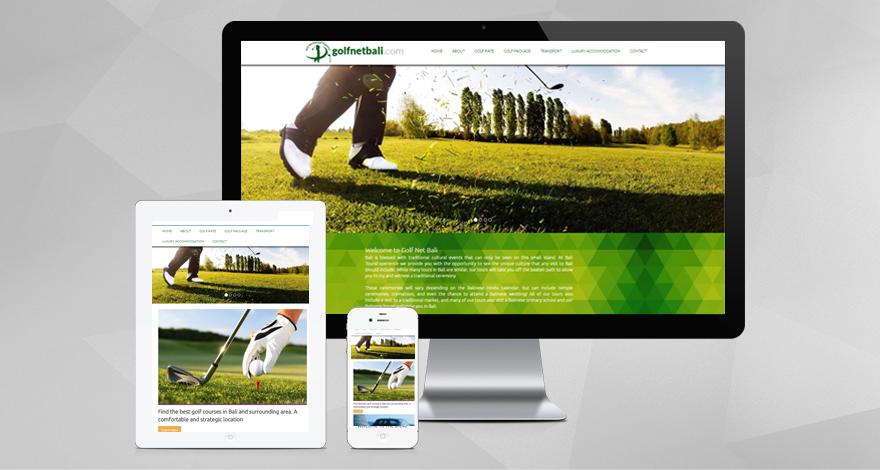 golfnetbali.com
HOME ABOUT GOLF RATE GOLF PACKAGE TRANSPORT LUXURY ACCOMMODATION CONTACT
Welcome to Golf Net Bali
Bali is blessed with traditional cultural events that can only be seen on this small island. At Bali
Tours experience we provide you with the opportunity to see the unique culture that any visit to Bali
should include. While many tours in Bali are similar, our tours will take you off the beaten path to allow
you to try and witness a traditional ceremony.
These ceremonies will vary depending on the Balinese Hindu calendar, but can include temple
ceremonies, cremations, and even the chance to attend a Balinese wedding! All of our tours also
include a visit to a traditional market, and many of our tours also visit a Balinese primary school and our
HOME ABOUT GOLF RATE GOLF PACKAGE TRANSPORT
LUXURY ACCOMMODATION CONTACT
Find the best golf courses in Bali and surrounding area. A
comfortable and strategic location